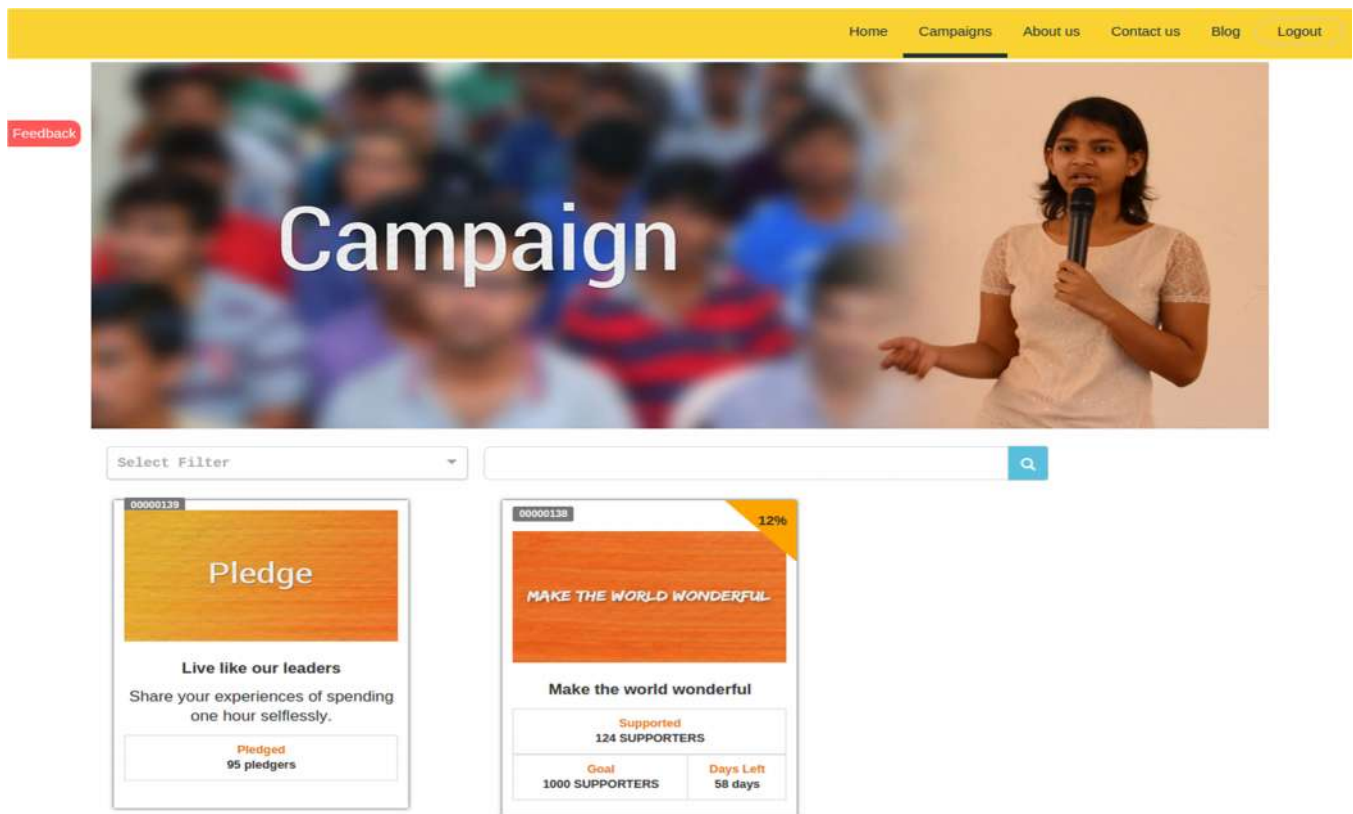 Home Campaigns About us Contact us Blog Logout
Feedback
Campaign
Select Filter
00000139
Pledge
Live like our leaders
Share your experiences of spending
one hour selflessly.
Pledged
95 pledgers
00000138
12%
MAKE THE WORLD WONDERFUL
Make the world wonderful
Supported
124 SUPPORTERS
Goal
1000 SUPPORTERS
Days Left
58 days